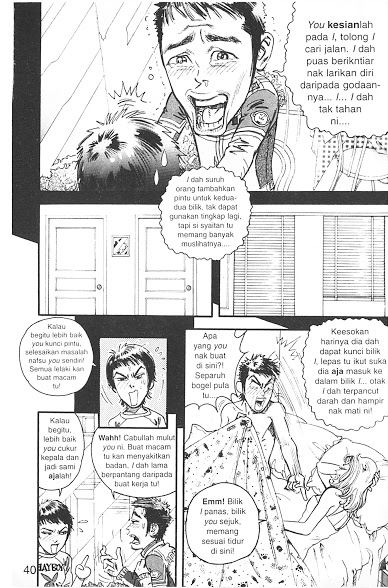 You kesianlah
pada I, tolong I
cari jalan. I dah
puas berikntiar
nak larikan diri
daripada godaan-
nya... I... I dah
tak tahan
ni....
I dah suruh
orang tambahkan
pintu untuk kedua-
dua bilik, tak dapat
gunakan tingkap lagi,
tapi si syaitan tu
memang banyak
muslihatnya....
Kalau
begitu lebih baik
you kunci pintu,
selesaikan masalah
nafsu you sendiri!
Semua lelaki kan
buat macam
tu!
Apa
yang you
nak buat
di sini?!
Separuh
bogel pula
tu...
Keesokan
harinya dia dah
dapat kunci bilik
I, lepas tu ikut suka
dia aja masuk ke
dalam bilik I... otak
I dah terpancut
darah dan hampir
nak mati ni!
Kalau
begitu,
lebih baik
you cukur
kepala dan
jadi sami
ajalah!
Wahh! Cabullah mulut
you ni. Buat macam
tu kan menyakitkan
badan, I dah lama
berpantang daripada
buat kerja tu!
Emm! Bilik
I panas, bilik
you sejuk,
memang
sesuai tidur
di sini!
40